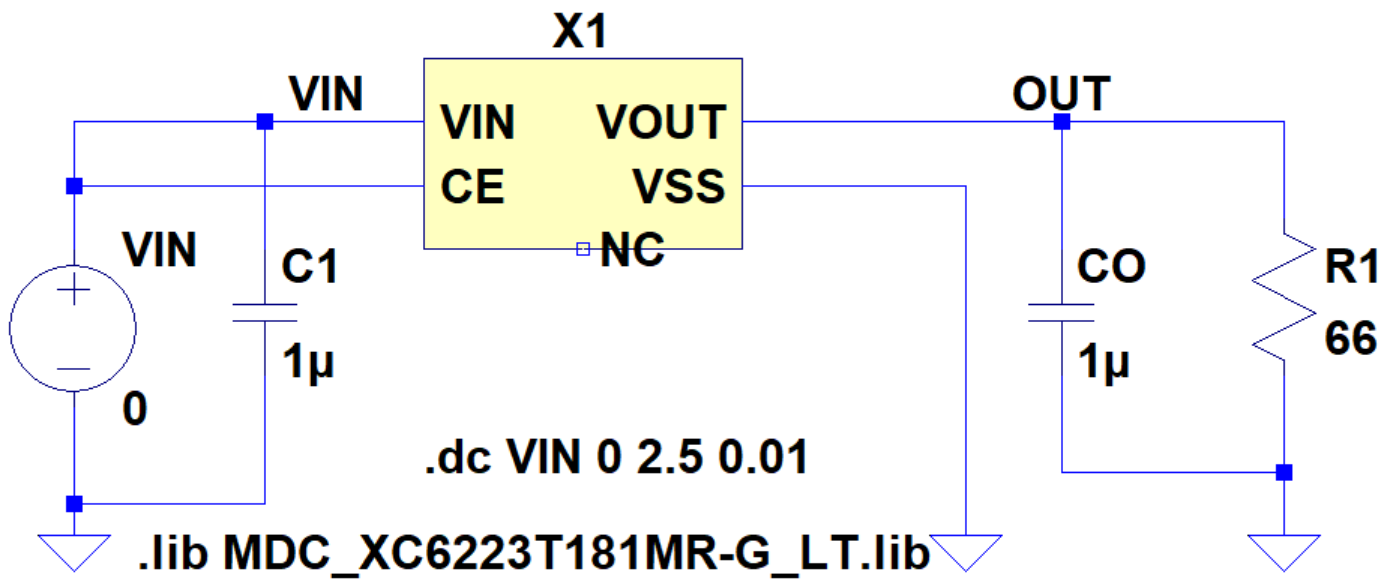 X1
VIN
VIN
VOUT
OUT
CE
VSS
NC
VIN
C1
CO
R1
1µ
1µ
66
0
.dc VIN 0 2.5 0.01
.lib MDC_XC6223T181MR-G_LT.lib